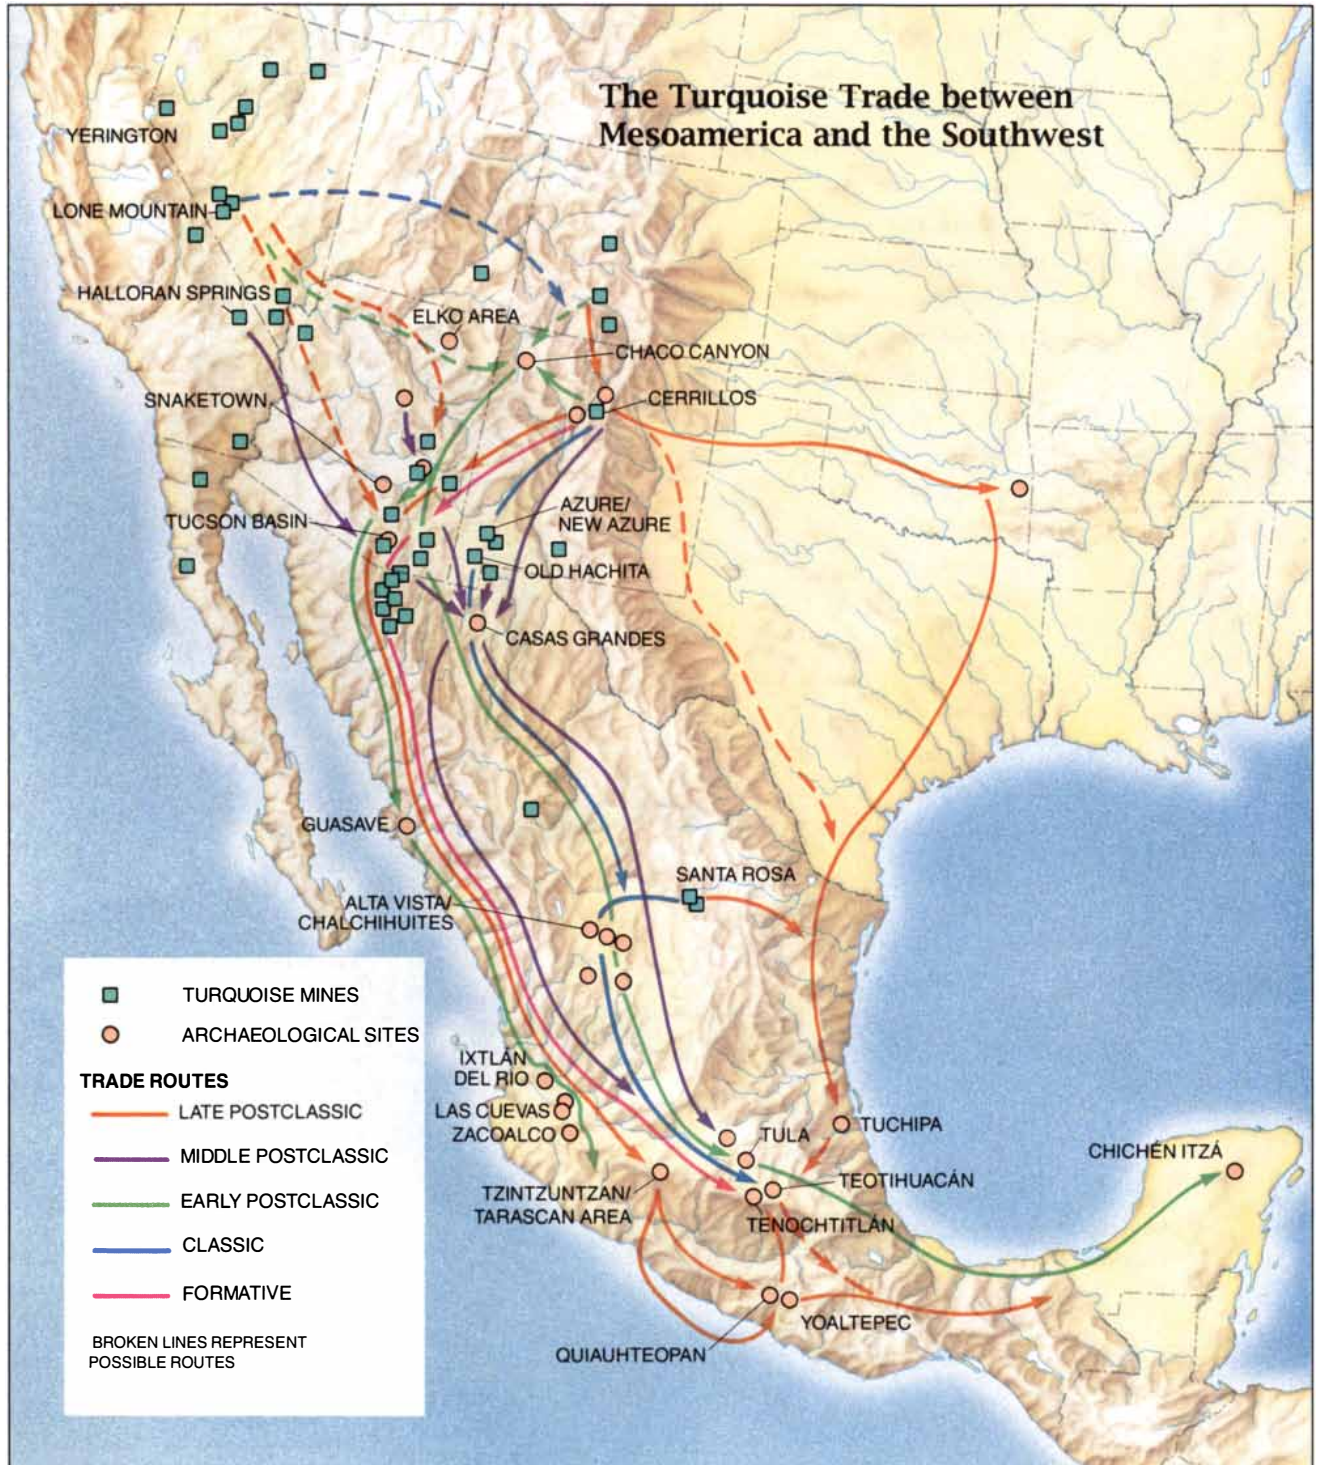 The Turquoise Trade between
Mesoamerica and the Southwest
YERINGTON
LONE MOUNTAIN
HALLORAN SPRINGS
ELKO AREA
CHACO CANYON
SNAKETOWN
CERRILLOS
AZURE/
NEW AZURE
TUCSON BASIN
OLD HACHITA
CASAS GRANDES
GUASAVE
SANTA ROSA
ALTA VISTA/
CHALCHIHUITES
TURQUOISE MINES
ARCHAEOLOGICAL SITES
TRADE ROUTES
LATE POSTCLASSIC
MIDDLE POSTCLASSIC
EARLY POSTCLASSIC
CLASSIC
FORMATIVE
BROKEN LINES REPRESENT
POSSIBLE ROUTES
IXTLÁN
DEL RIO
LAS CUEVAS
ZACOALCO
TULA
TUCHIPA
CHICHÉN ITZÁ
TZINTZUNTZAN/
TARASCAN AREA
TEOTIHUACÁN
TENOCHTITLÁN
YOALTEPEC
QUIAUHTEOPAN